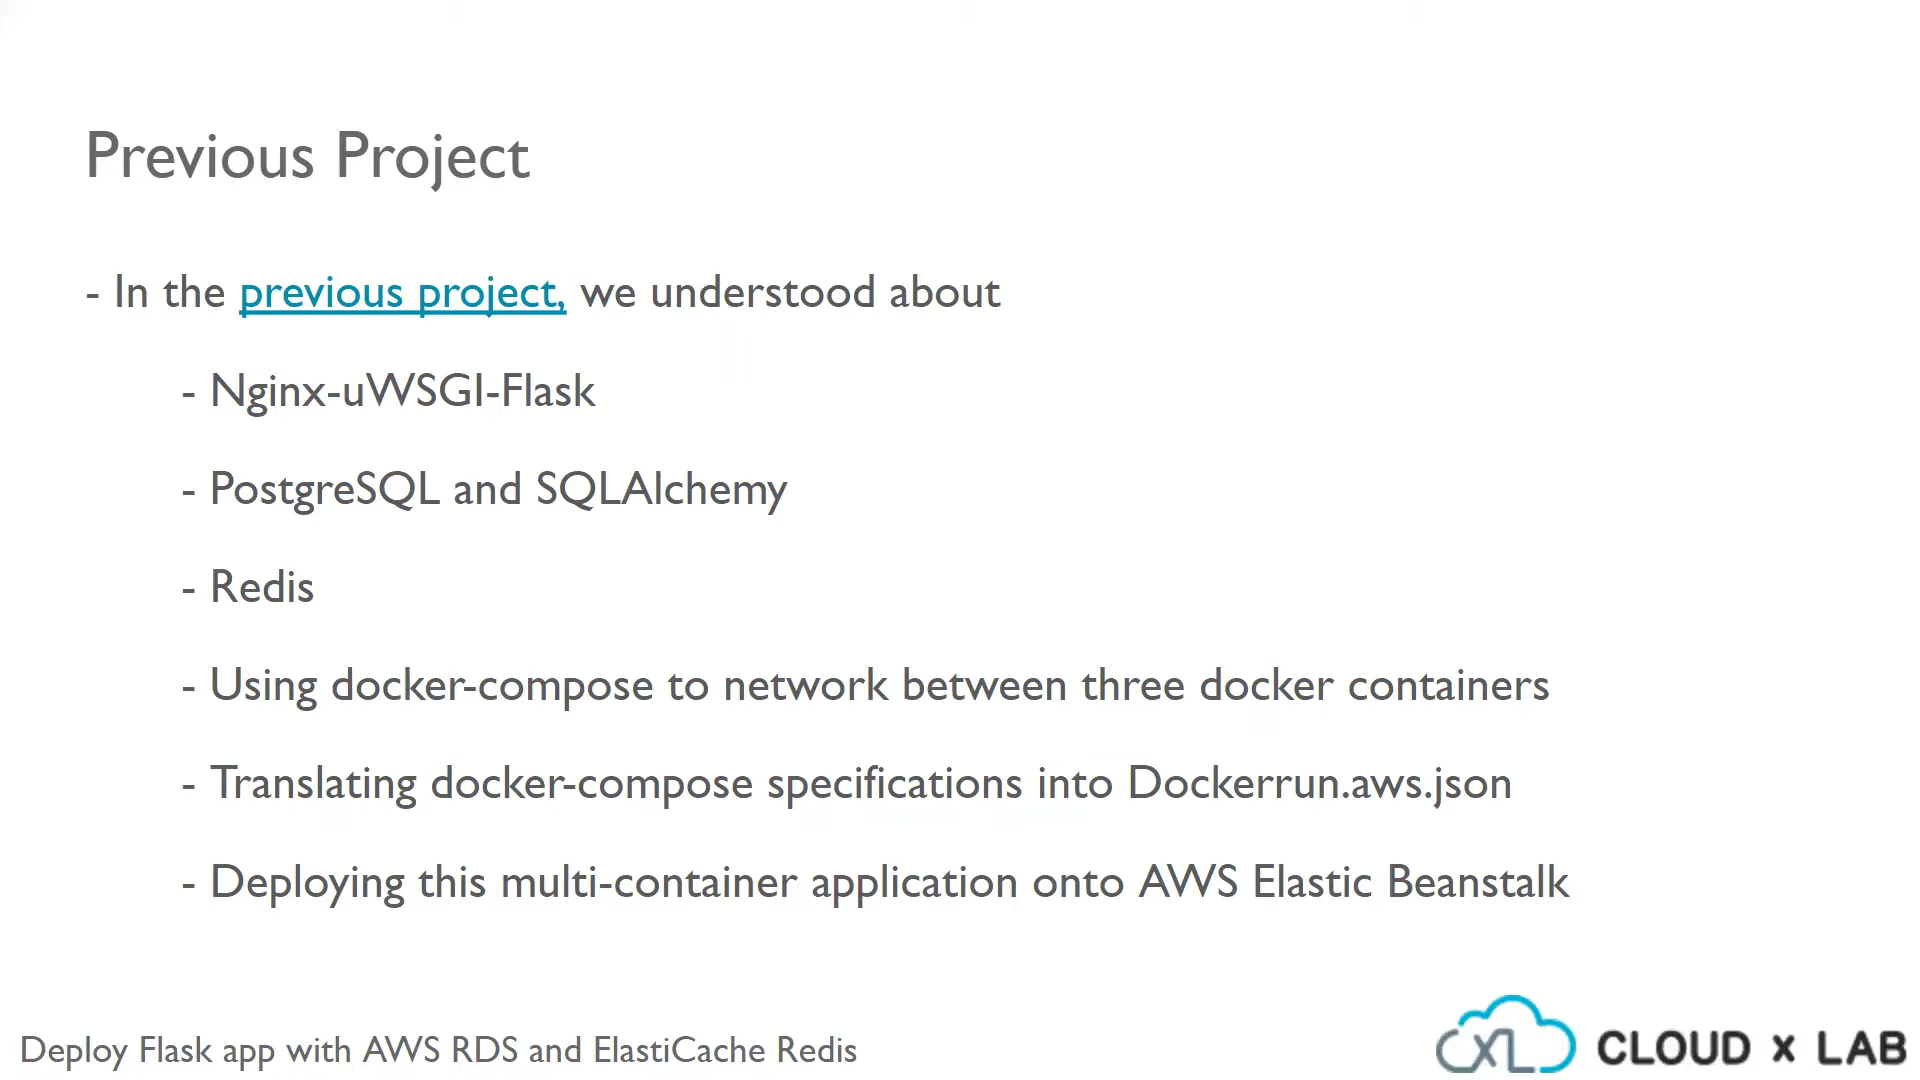 Previous Project
- In the previous project, we understood about
- Nginx-uWSGI-Flask
- PostgreSQL and SQLAlchemy
- Redis
- Using docker-compose to network between three docker containers
- Translating docker-compose specifications into Dockerrun.aws.json
- Deploying this multi-container application onto AWS Elastic Beanstalk
Deploy Flask app with AWS RDS and ElastiCache Redis
CXL CLOUD x LAB